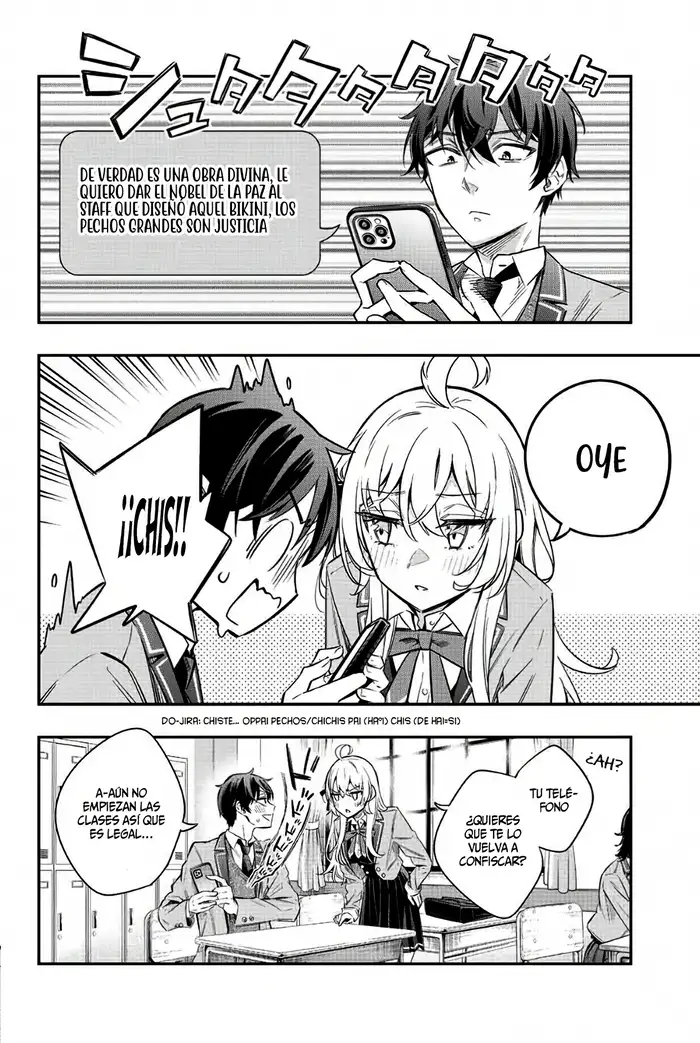 シュタタタタタタ
DE VERDAD ES UNA OBRA DIVINA, LE
QUIERO DAR EL NOBEL DE LA PAZ AL
STAFF QUE DISEÑO AQUEL BIKINI, LOS
PECHOS GRANDES SON JUSTICIA
OYE
¡¡CHIS!!
DO-JIRA: CHISTE... OPPAI PECHOS/CHICHIS PAI (HAI) CHIS (DE HAI=SI)
¿AH?
TU TELÉ-
FONO
¿QUIERES
QUE TE LO
VUELVA A
CONFISCAR?
A-AÚN NO
EMPIEZAN LAS
CLASES ASÍ QUE
ES LEGAL...